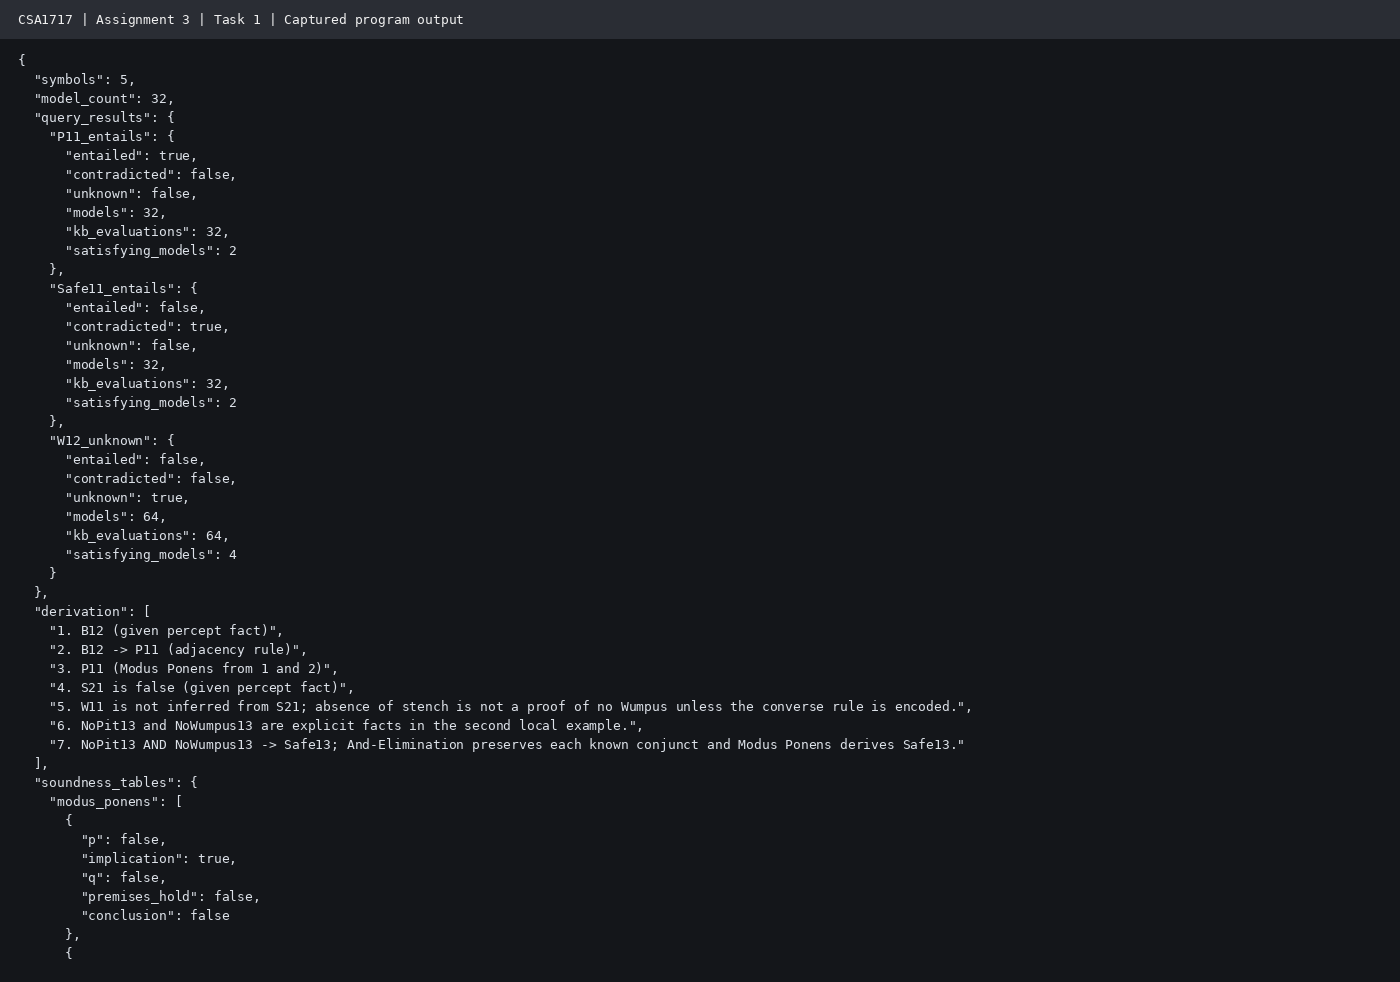 CSA1717 | Assignment 3 | Task 1 | Captured program output
{
  "symbols": 5,
  "model_count": 32,
  "query_results": {
    "P11_entails": {
      "entailed": true,
      "contradicted": false,
      "unknown": false,
      "models": 32,
      "kb_evaluations": 32,
      "satisfying_models": 2
    },
    "Safe11_entails": {
      "entailed": false,
      "contradicted": true,
      "unknown": false,
      "models": 32,
      "kb_evaluations": 32,
      "satisfying_models": 2
    },
    "W12_unknown": {
      "entailed": false,
      "contradicted": false,
      "unknown": true,
      "models": 64,
      "kb_evaluations": 64,
      "satisfying_models": 4
    }
  },
  "derivation": [
    "1. B12 (given percept fact)",
    "2. B12 -> P11 (adjacency rule)",
    "3. P11 (Modus Ponens from 1 and 2)",
    "4. S21 is false (given percept fact)",
    "5. W11 is not inferred from S21; absence of stench is not a proof of no Wumpus unless the converse rule is encoded.",
    "6. NoPit13 and NoWumpus13 are explicit facts in the second local example.",
    "7. NoPit13 AND NoWumpus13 -> Safe13; And-Elimination preserves each known conjunct and Modus Ponens derives Safe13."
  ],
  "soundness_tables": {
    "modus_ponens": [
      {
        "p": false,
        "implication": true,
        "q": false,
        "premises_hold": false,
        "conclusion": false
      },
      {